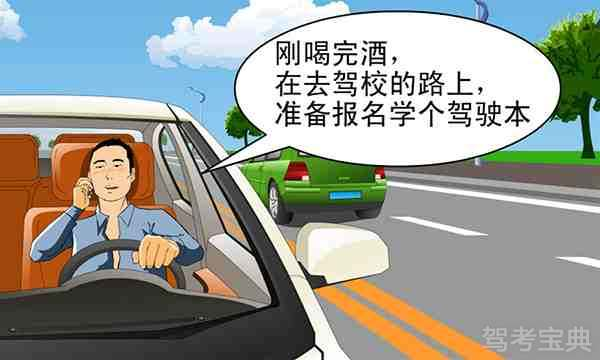 刚喝完酒，
在去驾校的路上，
准备报名学个驾驶本
驾考宝典